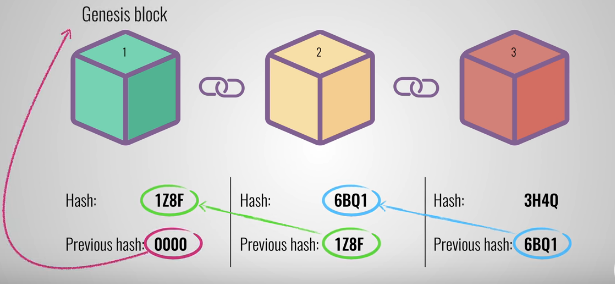 Genesis block
1
2
3
Hash: 1Z8F
Previous hash: 0000
Hash: 6BQ1
Previous hash: 1Z8F
Hash: 3H4Q
Previous hash: 6BQ1